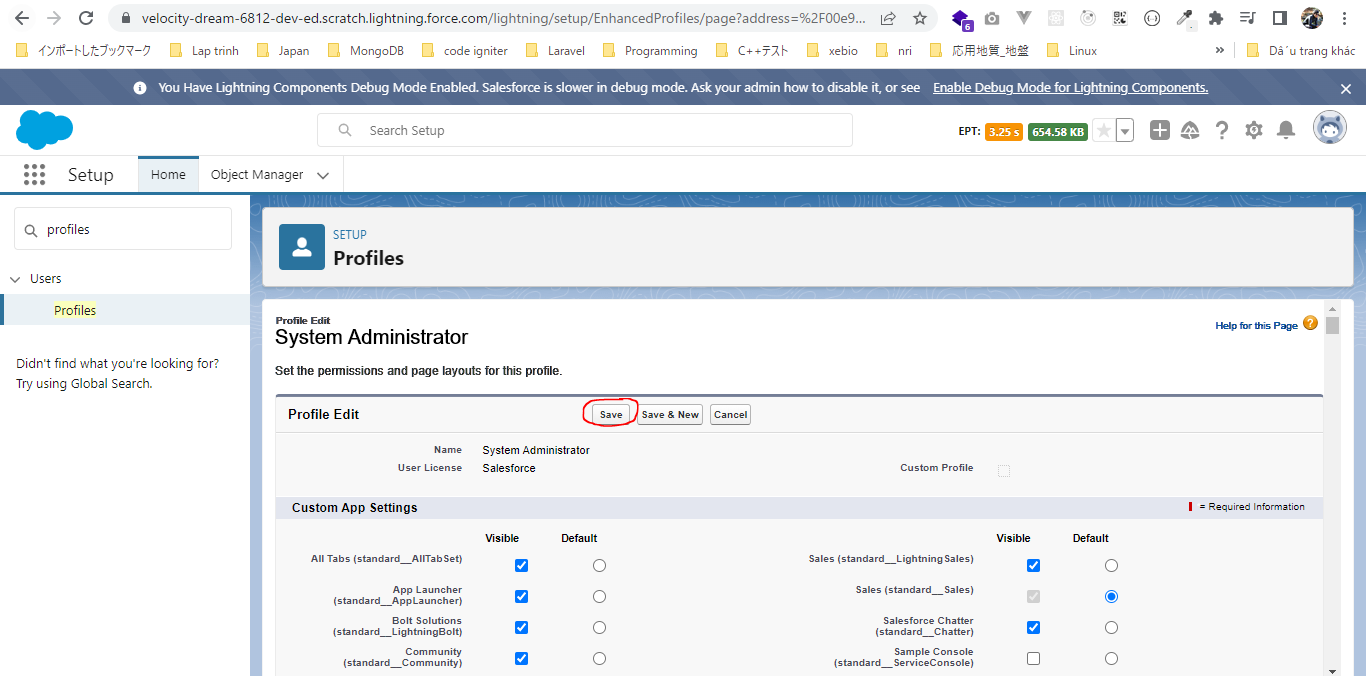 velocity-dream-6812-dev-ed.scratch.lightning.force.com/lightning/setup/EnhancedProfiles/page?address=%2F00e9...
6
インポートしたブックマーク
Lap trinh
Japan
MongoDB
code igniter
Laravel
Programming
C++テスト
xebio
nri
応用地質_地盤
Linux
»
Dấu trang khác
You Have Lightning Components Debug Mode Enabled. Salesforce is slower in debug mode. Ask your admin how to disable it, or see Enable Debug Mode for Lightning Components.
Search Setup
EPT: 3.25 s 654.58 KB
Setup
Home
Object Manager
profiles
Users
Profiles
Didn't find what you're looking for?
Try using Global Search.
SETUP
Profiles
Profile Edit
System Administrator
Help for this Page ?
Set the permissions and page layouts for this profile.
Profile Edit
Save
Save & New
Cancel
Name System Administrator
User License Salesforce
Custom Profile
Custom App Settings
= Required Information
Visible Default
Visible Default
All Tabs (standard__AllTabSet)
Sales (standard__LightningSales)
App Launcher
(standard__AppLauncher)
Sales (standard__Sales)
Bolt Solutions
(standard__LightningBolt)
Salesforce Chatter
(standard__Chatter)
Community
(standard__Community)
Sample Console
(standard__ServiceConsole)